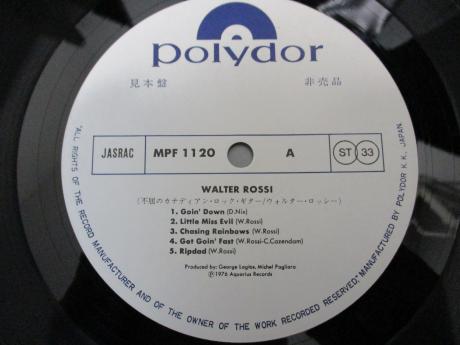 polydor
見本盤 非売品
JASRAC MPF 1120 A ST 33
WALTER ROSSI
(不屈のカナディアン・ロック・ギター/ウォルター・ロッシー)
1. Goin' Down (D.Nix)
2. Little Miss Evil (W.Rossi)
3. Chasing Rainbows (W.Rossi)
4. Get Goin' Fast (W.Rossi-C.Cazendam)
5. Ripdad (W.Rossi)
Produced by: George Lagios, Michel Pagliaro
Ⓟ1976 Aquarius Records
"ALL RIGHTS OF THE RECORD MANUFACTURER AND OF THE OWNER OF THE WORK RECORDED RESERVED." MANUFACTURED BY POLYDOR K.K. JAPAN.